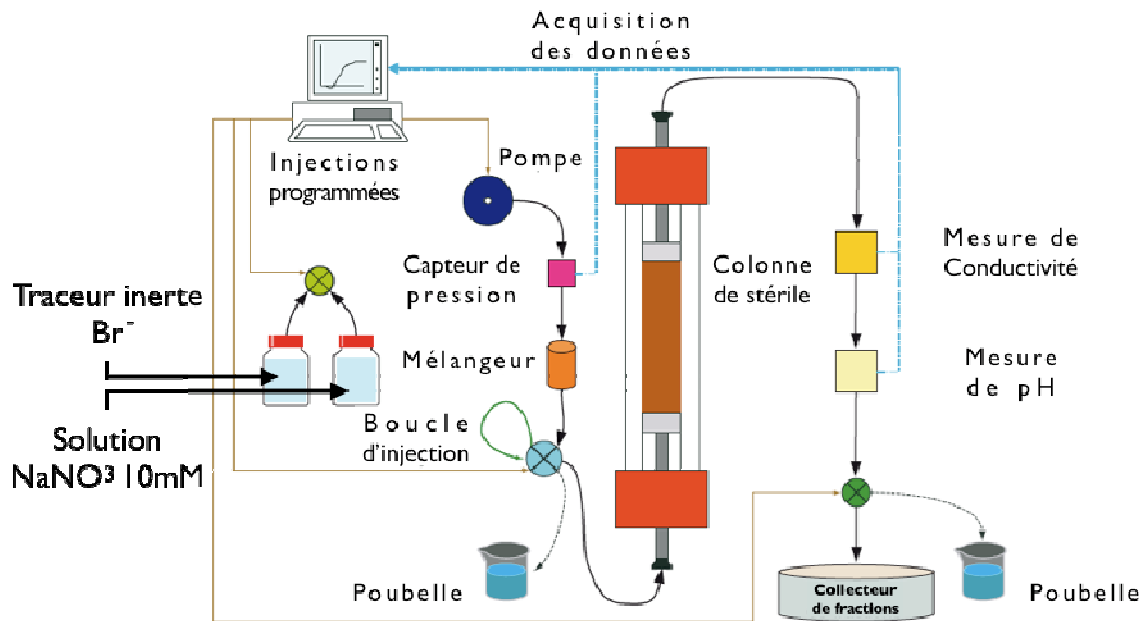 Acquisition
des données
Injections
programmées
Pompe
Capteur de
pression
Colonne
de stérile
Mesure de
Conductivité
Traceur inerte
Br-
Mélangeur
Mesure
de pH
Boucle
d'injection
Solution
NaNO3 10mM
Poubelle
Collecteur
de fractions
Poubelle